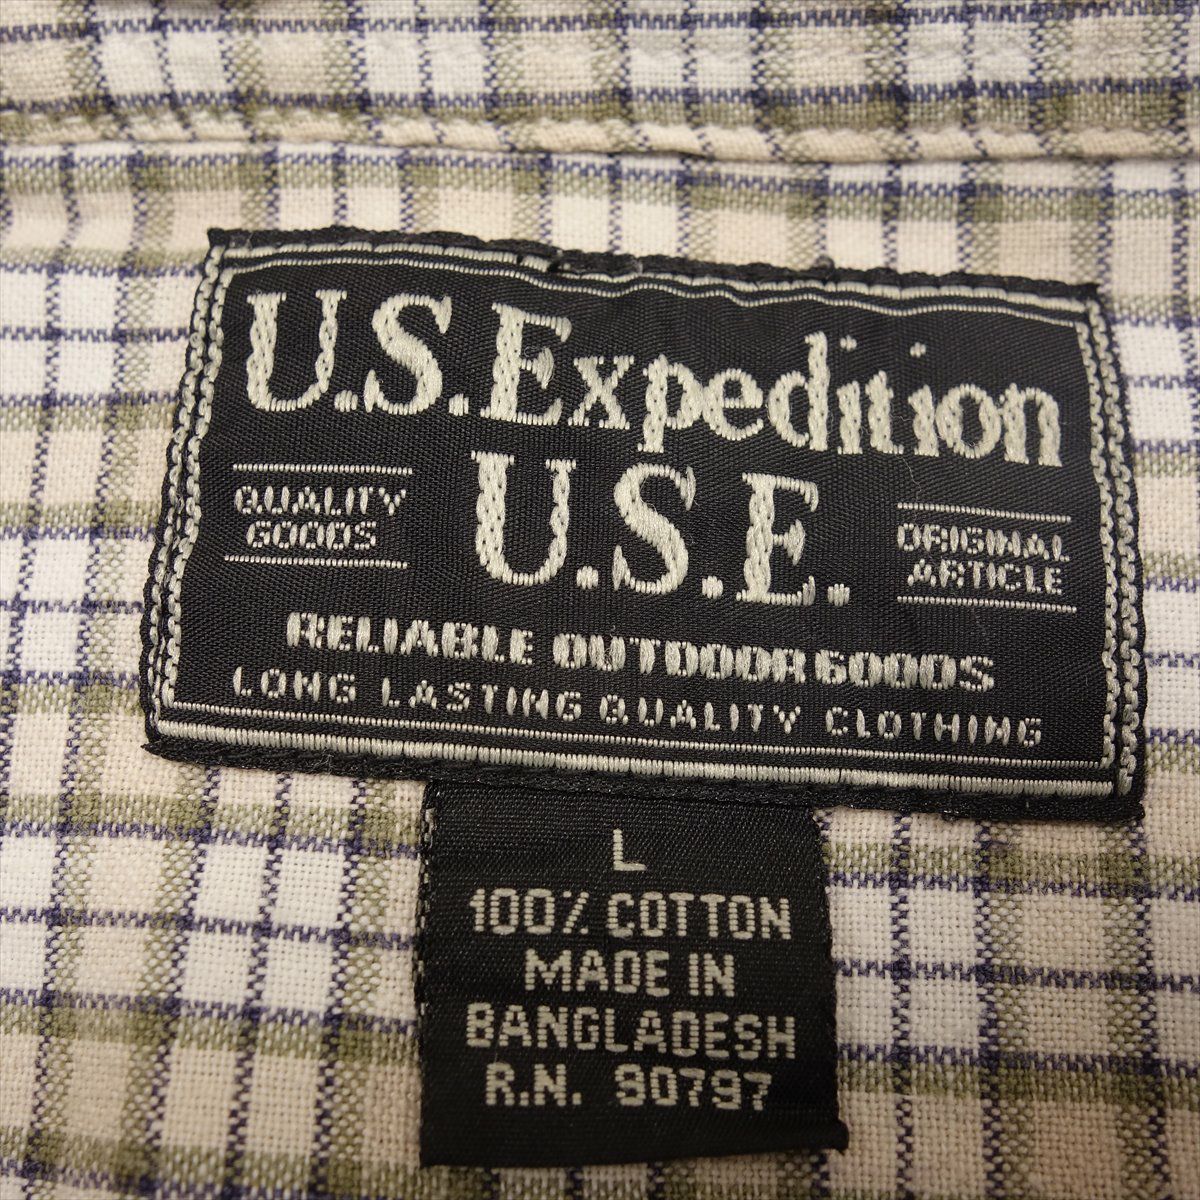 U.S.Expedition
U.S.E.
QUALITY
GOODS
ORIGINAL
ARTICLE
RELIABLE OUTDOOR GOODS
LONG LASTING QUALITY CLOTHING
L
100% COTTON
MADE IN
BANGLADESH
R.N. 90797